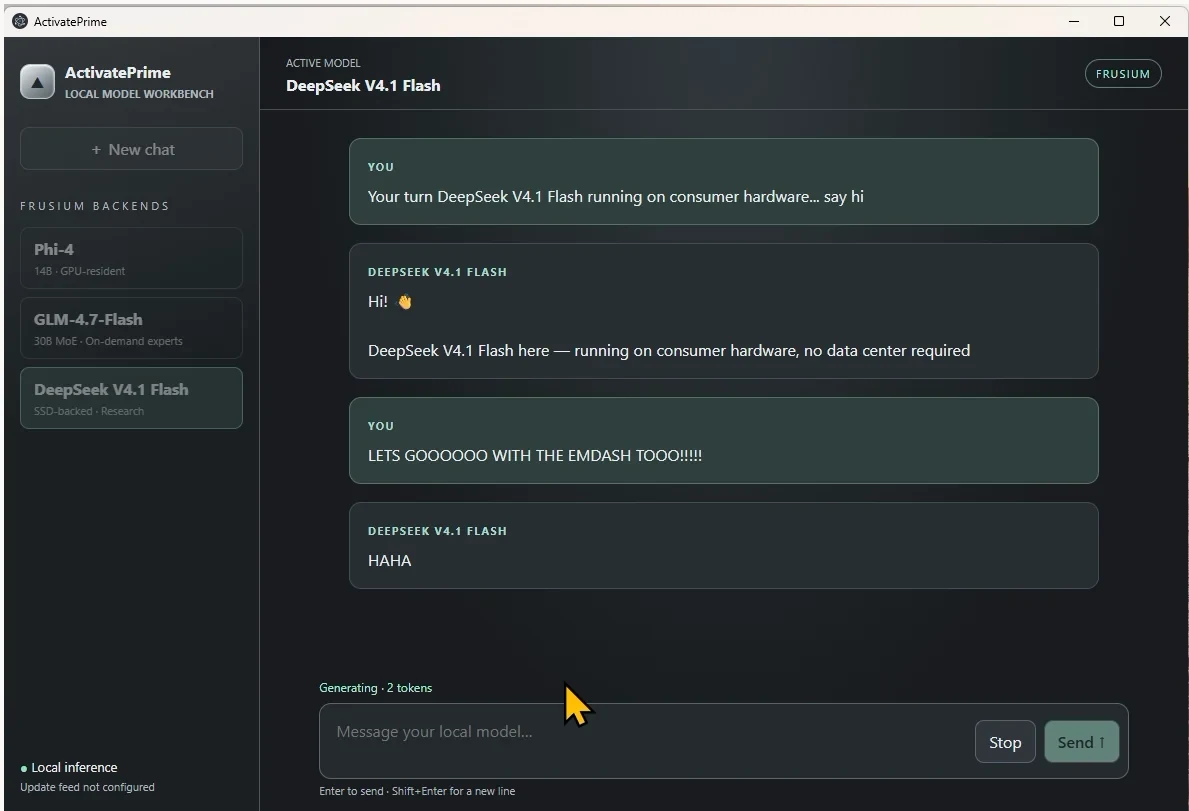 ActivatePrime
ActivatePrime
LOCAL MODEL WORKBENCH
+ New chat
FRUSIUM BACKENDS
Phi-4
14B · GPU-resident
GLM-4.7-Flash
30B MoE · On-demand experts
DeepSeek V4.1 Flash
SSD-backed · Research
Local inference
Update feed not configured
ACTIVE MODEL
DeepSeek V4.1 Flash
FRUSIUM
YOU
Your turn DeepSeek V4.1 Flash running on consumer hardware... say hi
DEEPSEEK V4.1 FLASH
Hi! 👋
DeepSeek V4.1 Flash here — running on consumer hardware, no data center required
YOU
LETS GOOOOOO WITH THE EMDASH TOOO!!!!!
DEEPSEEK V4.1 FLASH
HAHA
Generating · 2 tokens
Message your local model...
Stop
Send ↑
Enter to send · Shift+Enter for a new line